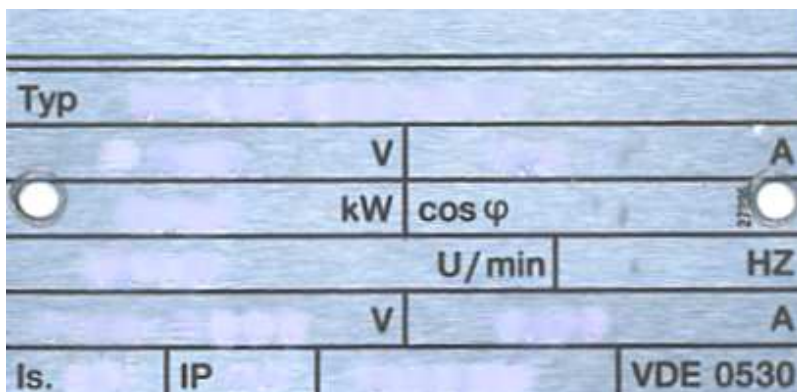 Typ
V A
kW cos φ
U/min HZ
V A
Is. IP VDE 0530